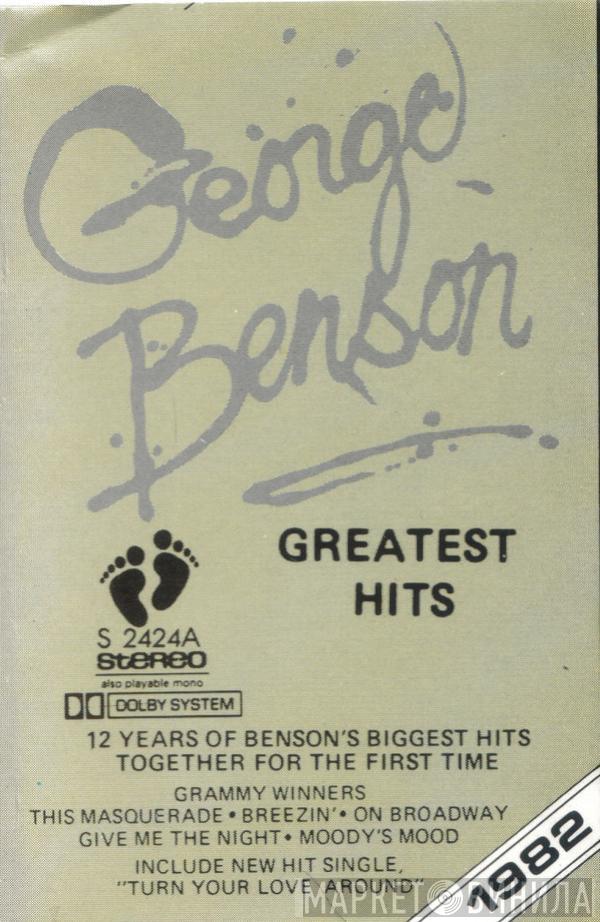 George
Benson
GREATEST
HITS
S 2424A
STEREO
also playable mono
DOLBY SYSTEM
12 YEARS OF BENSON'S BIGGEST HITS
TOGETHER FOR THE FIRST TIME
GRAMMY WINNERS
THIS MASQUERADE • BREEZIN' • ON BROADWAY
GIVE ME THE NIGHT • MOODY'S MOOD
INCLUDE NEW HIT SINGLE,
"TURN YOUR LOVE AROUND"
1982
МАРКЕТ ВИНИЛА